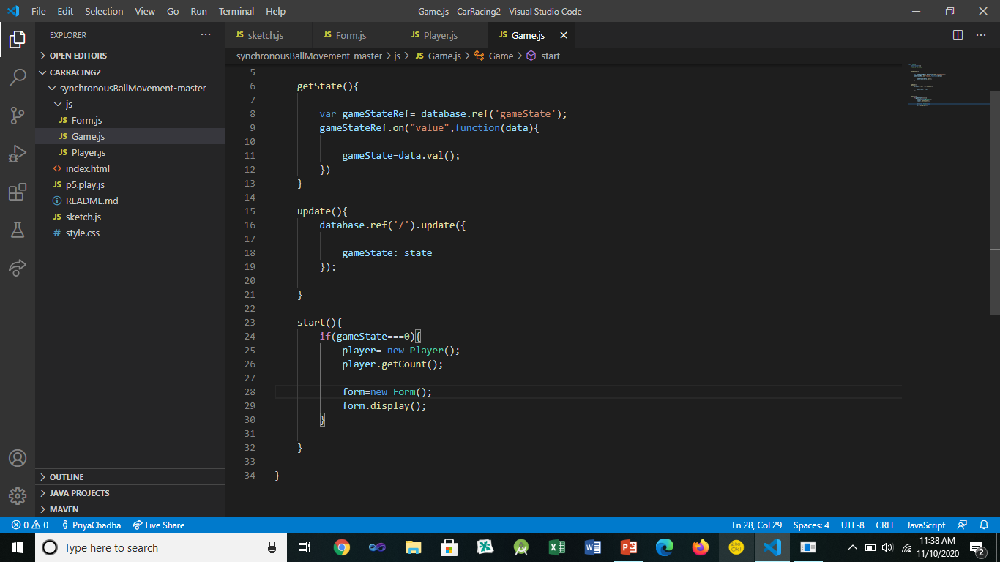 File Edit Selection View Go Run Terminal Help Game.js - CarRacing2 - Visual Studio Code
EXPLORER
OPEN EDITORS
CARRACING2
synchronousBallMovement-master
js
JS Form.js
JS Game.js
JS Player.js
<> index.html
JS p5.play.js
README.md
JS sketch.js
# style.css
OUTLINE
JAVA PROJECTS
MAVEN
JS sketch.js JS Form.js JS Player.js JS Game.js
synchronousBallMovement-master > js > JS Game.js > Game > start
5
6 getState(){
7
8 var gameStateRef= database.ref('gameState');
9 gameStateRef.on("value",function(data){
10
11 gameState=data.val();
12 })
13 }
14
15 update(){
16 database.ref('/').update({
17
18 gameState: state
19 });
20
21 }
22
23 start(){
24 if(gameState===0){
25 player= new Player();
26 player.getCount();
27
28 form=new Form();
29 form.display();
30 }
31
32 }
33
34 }
0 0 PriyaChadha Live Share Ln 28, Col 29 Spaces: 4 UTF-8 CRLF JavaScript
Type here to search
11:38 AM
11/10/2020
2